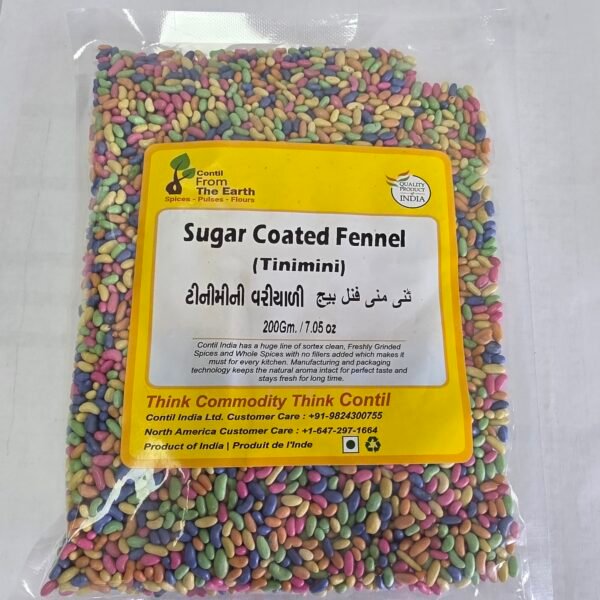 Contil
From
The Earth
Spices - Pulses - Flours
QUALITY
PRODUCT
of
INDIA
Sugar Coated Fennel
(Tinimini)
ટીનીમીની વરીયાળી ٹنی منی فنل بیج
200Gm. / 7.05 oz
Contil India has a huge line of sortex clean, Freshly Grinded
Spices and Whole Spices with no fillers added which makes it
must for every kitchen. Manufacturing and packaging
technology keeps the natural aroma intact for perfect taste and
stays fresh for long time.
Think Commodity Think Contil
Contil India Ltd. Customer Care : +91-9824300755
North America Customer Care : +1-647-297-1664
Product of India | Produit de l'Inde